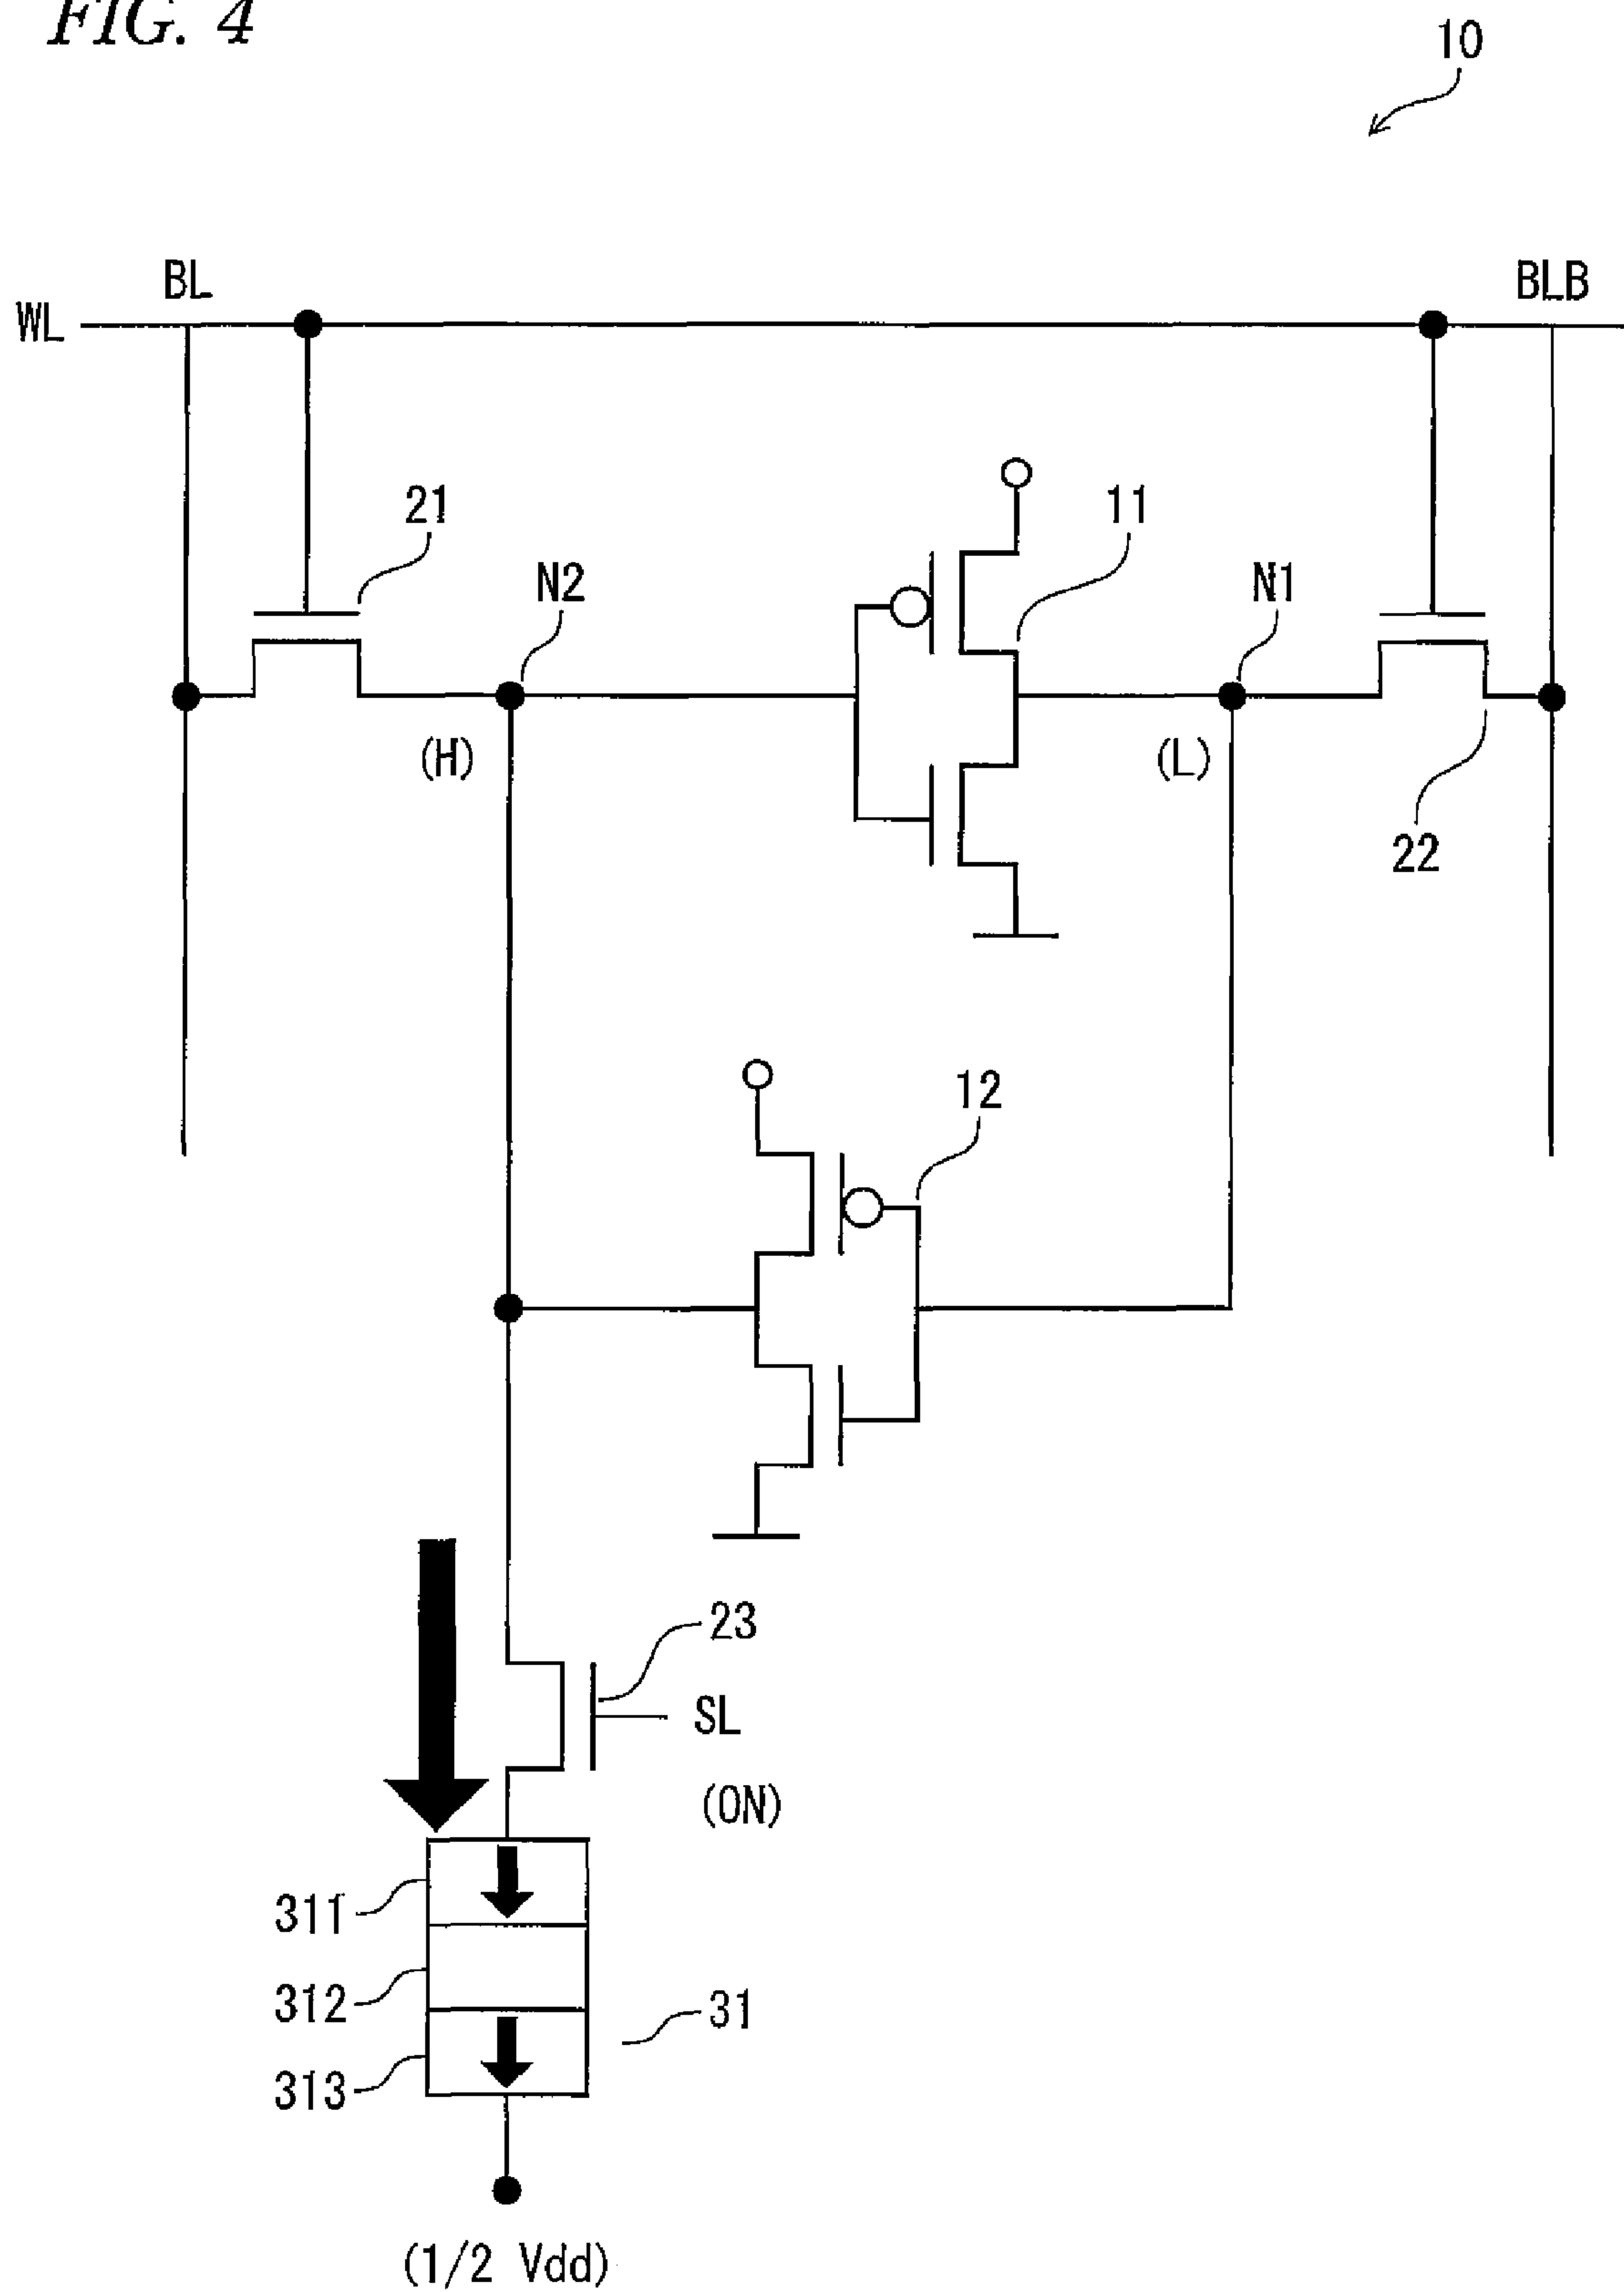 FIG. 4
10
BL
BLB
WL
21
11
N2
N1
(H)
(L)
22
12
23
SL
(ON)
311
312
31
313
(1/2 Vdd)